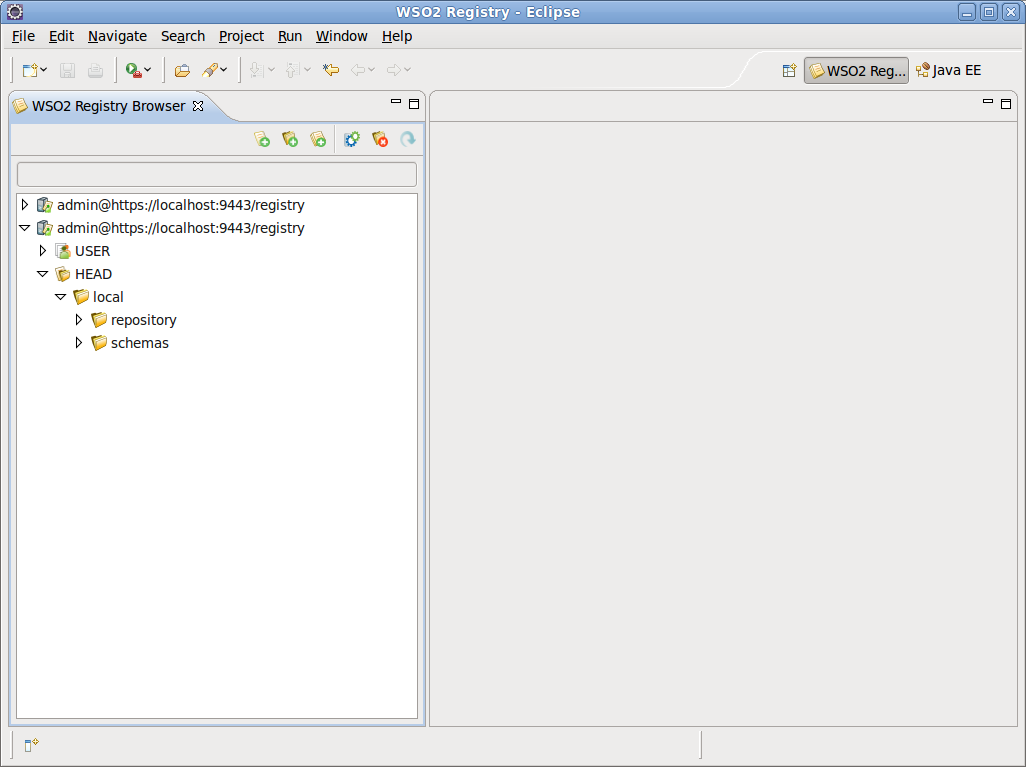 WSO2 Registry - Eclipse
File Edit Navigate Search Project Run Window Help
WSO2 Reg... Java EE
WSO2 Registry Browser
admin@https://localhost:9443/registry
admin@https://localhost:9443/registry
USER
HEAD
local
repository
schemas